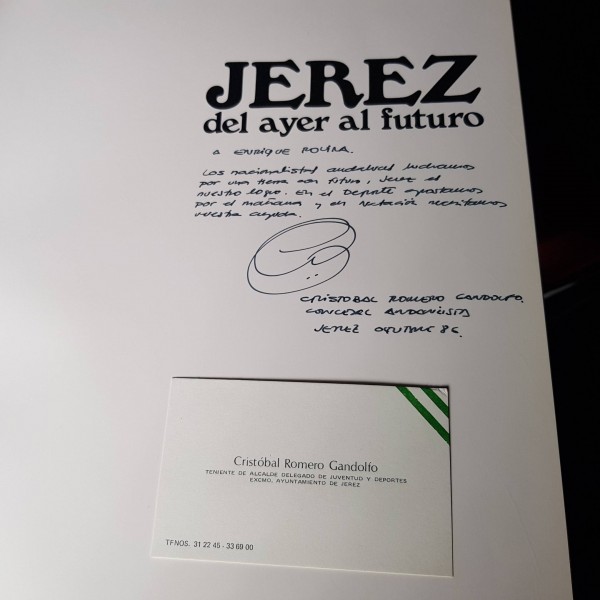 JEREZ
del ayer al futuro
A ENRIQUE MOLINA.
Los nacionalistas andaluces luchamos
por una tierra con futuro, Jerez es
nuestro logro. En el Deporte apostamos
por el mañana y en Natación necesitamos
vuestra ayuda.
CRISTOBAL ROMERO GANDOLFO.
CONCEJAL ANDALUCISTA
JEREZ OCTUBRE 86.
Cristóbal Romero Gandolfo
TENIENTE DE ALCALDE DELEGADO DE JUVENTUD Y DEPORTES
EXCMO. AYUNTAMIENTO DE JEREZ
TFNOS. 31 22 45 - 33 69 00